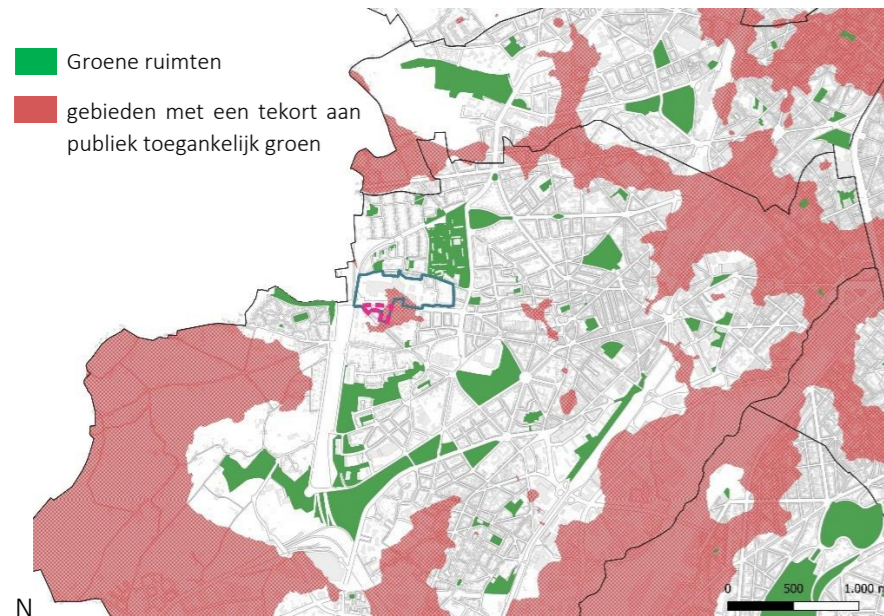 Groene ruimten
gebieden met een tekort aan
publiek toegankelijk groen
N
0 500 1.000 m